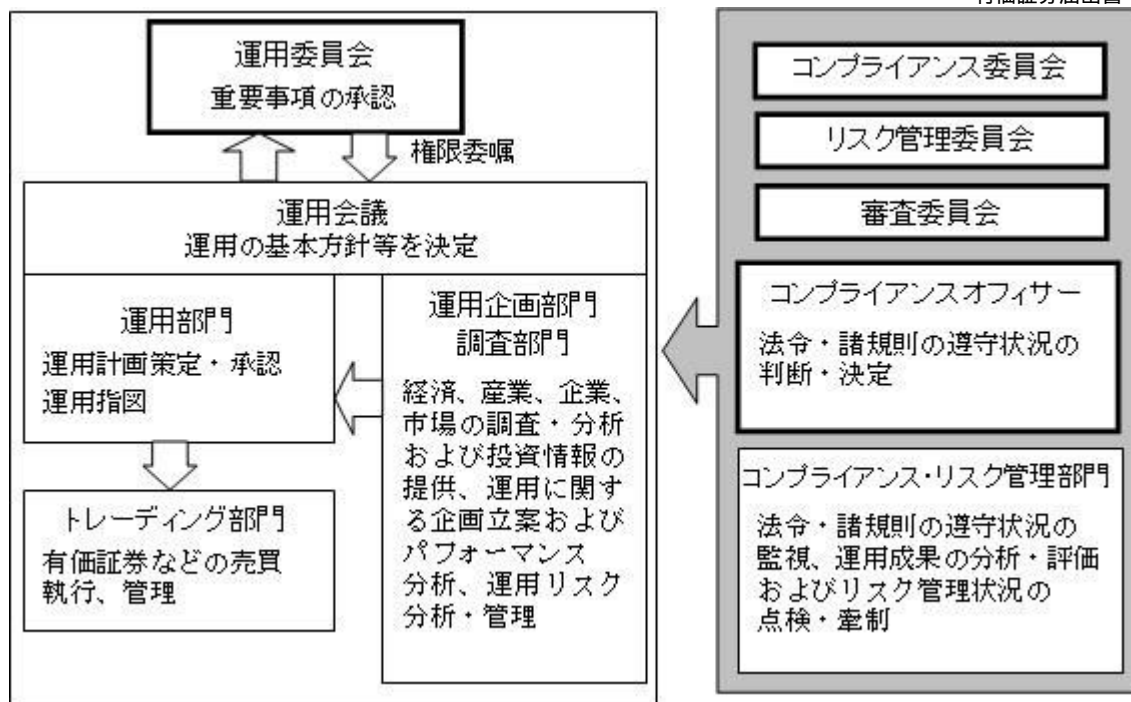 運用委員会
重要事項の承認
権限委嘱
運用会議
運用の基本方針等を決定
運用部門
運用計画策定・承認
運用指図
トレーディング部門
有価証券などの売買
執行、管理
運用企画部門
調査部門
経済、産業、企業、
市場の調査・分析
および投資情報の
提供、運用に関す
る企画立案および
パフォーマンス
分析、運用リスク
分析・管理
コンプライアンス委員会
リスク管理委員会
審査委員会
コンプライアンスオフィサー
法令・諸規則の遵守状況の
判断・決定
コンプライアンス・リスク管理部門
法令・諸規則の遵守状況の
監視、運用成果の分析・評価
およびリスク管理状況の
点検・牽制